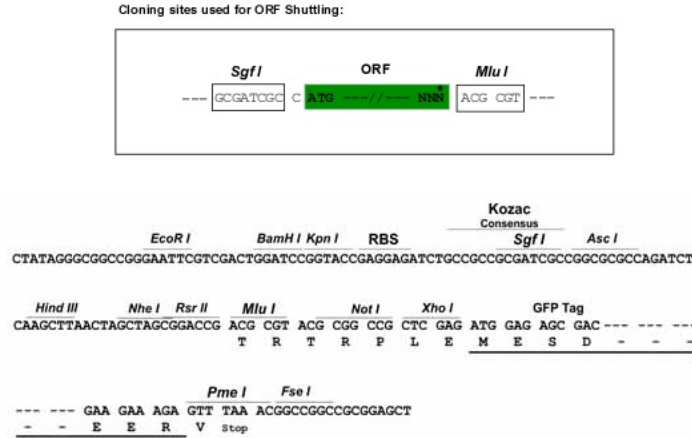 Cloning sites used for ORF Shuttling:
Sgf I ORF Mlu I
--- GCGATCGC C ATG ---//--- NNN* ACG CGT ---
Kozac
Consensus
EcoR I BamH I Kpn I RBS Sgf I Asc I
CTATAGGGCGGCCGGGAATTCGTCGACTGGATCCGGTACCGAGGAGATCTGCCGCCGCGATCGCCGGCGCGCCAGATCT
Hind III Nhe I Rsr II Mlu I Not I Xho I GFP Tag
CAAGCTTAACTAGCTAGCGGACCG ACG CGT ACG CGG CCG CTC GAG ATG GAG AGC GAC --- --- ---
T R T R P L E M E S D - - -
Pme I Fse I
--- --- GAA GAA AGA GTT TAA ACGGCCGGCCGCGGAGCT
- - E E R V Stop